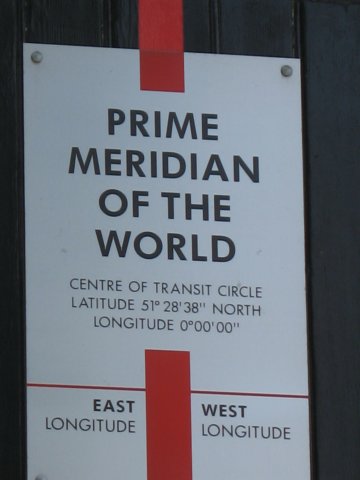 PRIME
MERIDIAN
OF THE
WORLD
CENTRE OF TRANSIT CIRCLE
LATITUDE 51° 28'38" NORTH
LONGITUDE 0°00'00"
EAST
LONGITUDE
WEST
LONGITUDE